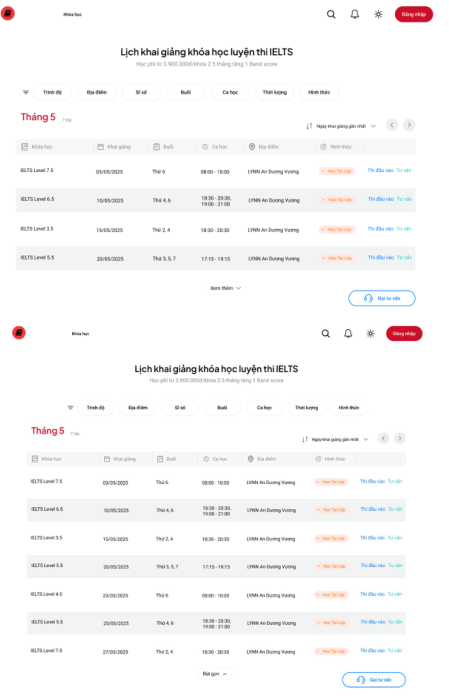 Khóa học
Đăng nhập
Lịch khai giảng khóa học luyện thi IELTS
Học phí từ 3.900.000đ/khóa 2.5 tháng tăng 1 Band score
Trình độ Địa điểm Sĩ số Buổi Ca học Thời lượng Hình thức
Tháng 5 7 lớp
Ngày khai giảng gần nhất
Khóa học Khai giảng Buổi Ca học Địa điểm Hình thức
IELTS Level 7.5 03/05/2025 Thứ 6 08:00 - 10:00 LYNN An Dương Vương Học Tại Lớp Thi đầu vào Tư vấn
IELTS Level 6.5 10/05/2025 Thứ 4, 6 18:30 - 20:30, LYNN An Dương Vương Học Tại Lớp Thi đầu vào Tư vấn
19:00 - 21:00
IELTS Level 3.5 15/05/2025 Thứ 2, 4 18:30 - 20:30 LYNN An Dương Vương Học Tại Lớp Thi đầu vào Tư vấn
IELTS Level 5.5 20/05/2025 Thứ 3, 5, 7 17:15 - 19:15 LYNN An Dương Vương Học Tại Lớp Thi đầu vào Tư vấn
Xem thêm
Gọi tư vấn
Khóa học
Đăng nhập
Lịch khai giảng khóa học luyện thi IELTS
Học phí từ 3.900.000đ/khóa 2.5 tháng tăng 1 Band score
Trình độ Địa điểm Sĩ số Buổi Ca học Thời lượng Hình thức
Tháng 5 7 lớp
Ngày khai giảng gần nhất
Khóa học Khai giảng Buổi Ca học Địa điểm Hình thức
IELTS Level 7.5 03/05/2025 Thứ 6 08:00 - 10:00 LYNN An Dương Vương Học Tại Lớp Thi đầu vào Tư vấn
IELTS Level 6.5 10/05/2025 Thứ 4, 6 18:30 - 20:30, LYNN An Dương Vương Học Tại Lớp Thi đầu vào Tư vấn
19:00 - 21:00
IELTS Level 3.5 15/05/2025 Thứ 2, 4 18:30 - 20:30 LYNN An Dương Vương Học Tại Lớp Thi đầu vào Tư vấn
IELTS Level 5.5 20/05/2025 Thứ 3, 5, 7 17:15 - 19:15 LYNN An Dương Vương Học Tại Lớp Thi đầu vào Tư vấn
IELTS Level 4.5 23/05/2025 Thứ 6 08:00 - 10:00 LYNN An Dương Vương Học Tại Lớp Thi đầu vào Tư vấn
IELTS Level 5.5 25/05/2025 Thứ 4, 6 18:30 - 20:30, LYNN An Dương Vương Học Tại Lớp Thi đầu vào Tư vấn
19:00 - 21:00
IELTS Level 7.5 27/05/2025 Thứ 2, 4 18:30 - 20:30 LYNN An Dương Vương Học Tại Lớp Thi đầu vào Tư vấn
Rút gọn
Gọi tư vấn